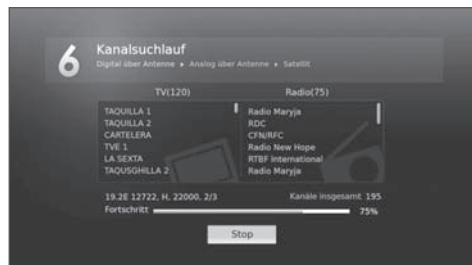 6 Kanalsuchlauf
Digital über Antenne ▸ Analog über Antenne ▸ Satellit
TV(120) Radio(75)
TAQUILLA 1 Radio Maryja
TAQUILLA 2 RDC
CARTELERA CFN/RFC
TVE 1 Radio New Hope
LA SEXTA RTBF International
TAQUSGHILLA 2 Radio Maryja
19.2E 12722, H, 22000, 2/3 Kanäle insgesamt 195
Fortschritt 75%
Stop